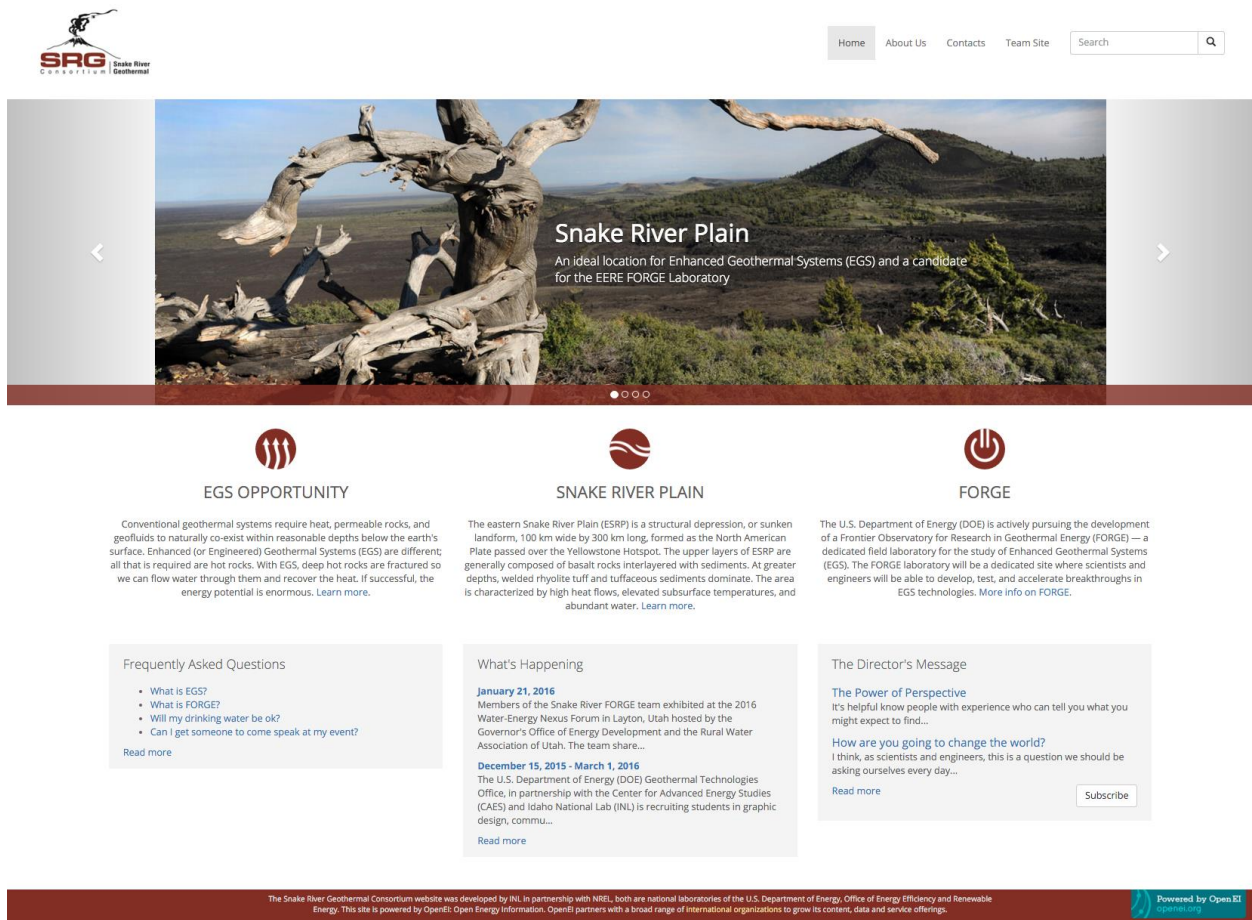 SRG
Consortium
Snake River
Geothermal
Home
About Us
Contacts
Team Site
Search
Snake River Plain
An ideal location for Enhanced Geothermal Systems (EGS) and a candidate
for the EERE FORGE Laboratory
EGS OPPORTUNITY
Conventional geothermal systems require heat, permeable rocks, and
geofluids to naturally co-exist within reasonable depths below the earth's
surface. Enhanced (or Engineered) Geothermal Systems (EGS) are different;
all that is required are hot rocks. With EGS, deep hot rocks are fractured so
we can flow water through them and recover the heat. If successful, the
energy potential is enormous. Learn more.
SNAKE RIVER PLAIN
The eastern Snake River Plain (ESRP) is a structural depression, or sunken
landform, 100 km wide by 300 km long, formed as the North American
Plate passed over the Yellowstone Hotspot. The upper layers of ESRP are
generally composed of basalt rocks interlayered with sediments. At greater
depths, welded rhyolite tuff and tuffaceous sediments dominate. The area
is characterized by high heat flows, elevated subsurface temperatures, and
abundant water. Learn more.
FORGE
The U.S. Department of Energy (DOE) is actively pursuing the development
of a Frontier Observatory for Research in Geothermal Energy (FORGE) — a
dedicated field laboratory for the study of Enhanced Geothermal Systems
(EGS). The FORGE laboratory will be a dedicated site where scientists and
engineers will be able to develop, test, and accelerate breakthroughs in
EGS technologies. More info on FORGE.
Frequently Asked Questions
• What is EGS?
• What is FORGE?
• Will my drinking water be ok?
• Can I get someone to come speak at my event?
Read more
What's Happening
January 21, 2016
Members of the Snake River FORGE team exhibited at the 2016
Water-Energy Nexus Forum in Layton, Utah hosted by the
Governor's Office of Energy Development and the Rural Water
Association of Utah. The team share...
December 15, 2015 - March 1, 2016
The U.S. Department of Energy (DOE) Geothermal Technologies
Office, in partnership with the Center for Advanced Energy Studies
(CAES) and Idaho National Lab (INL) is recruiting students in graphic
design, commu...
Read more
The Director's Message
The Power of Perspective
It's helpful know people with experience who can tell you what you
might expect to find...
How are you going to change the world?
I think, as scientists and engineers, this is a question we should be
asking ourselves every day...
Read more
Subscribe
The Snake River Geothermal Consortium website was developed by INL in partnership with NREL, both are national laboratories of the U.S. Department of Energy, Office of Energy Efficiency and Renewable
Energy. This site is powered by OpenEI: Open Energy Information. OpenEI partners with a broad range of international organizations to grow its content, data and service offerings.
Powered by Open EI
openei.org